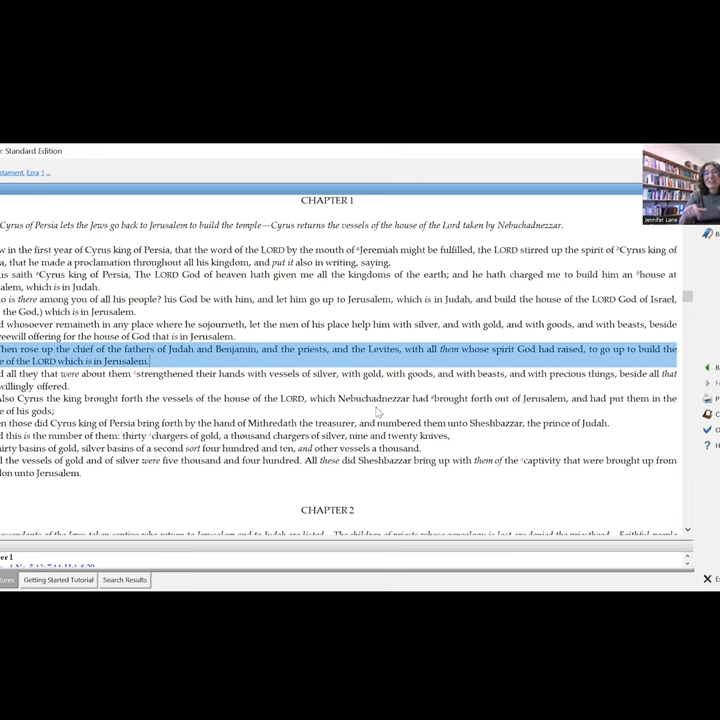 : Standard Edition
stament, Ezra 1 ..
CHAPTER 1
Cyrus of Persia lets the Jews go back to Jerusalem to build the temple—Cyrus returns the vessels of the house of the Lord taken by Nebuchadnezzar.
w in the first year of Cyrus king of Persia, that the word of the LORD by the mouth of aJeremiah might be fulfilled, the LORD stirred up the spirit of bCyrus king of
a, that he made a proclamation throughout all his kingdom, and put it also in writing, saying,
us saith aCyrus king of Persia, The LORD God of heaven hath given me all the kingdoms of the earth; and he hath charged me to build him an bhouse at
alem, which is in Judah.
o is there among you of all his people? his God be with him, and let him go up to Jerusalem, which is in Judah, and build the house of the LORD God of Israel,
the God,) which is in Jerusalem.
d whosoever remaineth in any place where he sojourneth, let the men of his place help him with silver, and with gold, and with goods, and with beasts, beside
eewill offering for the house of God that is in Jerusalem.
hen rose up the chief of the fathers of Judah and Benjamin, and the priests, and the Levites, with all them whose spirit God had raised, to go up to build the
e of the LORD which is in Jerusalem.
d all they that were about them strengthened their hands with vessels of silver, with gold, with goods, and with beasts, and with precious things, beside all that
willingly offered.
Also Cyrus the king brought forth the vessels of the house of the LORD, which Nebuchadnezzar had brought forth out of Jerusalem, and had put them in the
e of his gods;
en those did Cyrus king of Persia bring forth by the hand of Mithredath the treasurer, and numbered them unto Sheshbazzar, the prince of Judah.
d this is the number of them: thirty chargers of gold, a thousand chargers of silver, nine and twenty knives,
irty basins of gold, silver basins of a second sort four hundred and ten, and other vessels a thousand.
l the vessels of gold and of silver were five thousand and four hundred. All these did Sheshbazzar bring up with them of the captivity that were brought up from
lon unto Jerusalem.
CHAPTER 2
ter 1
tures
Getting Started Tutorial
Search Results
Jennifer Lane